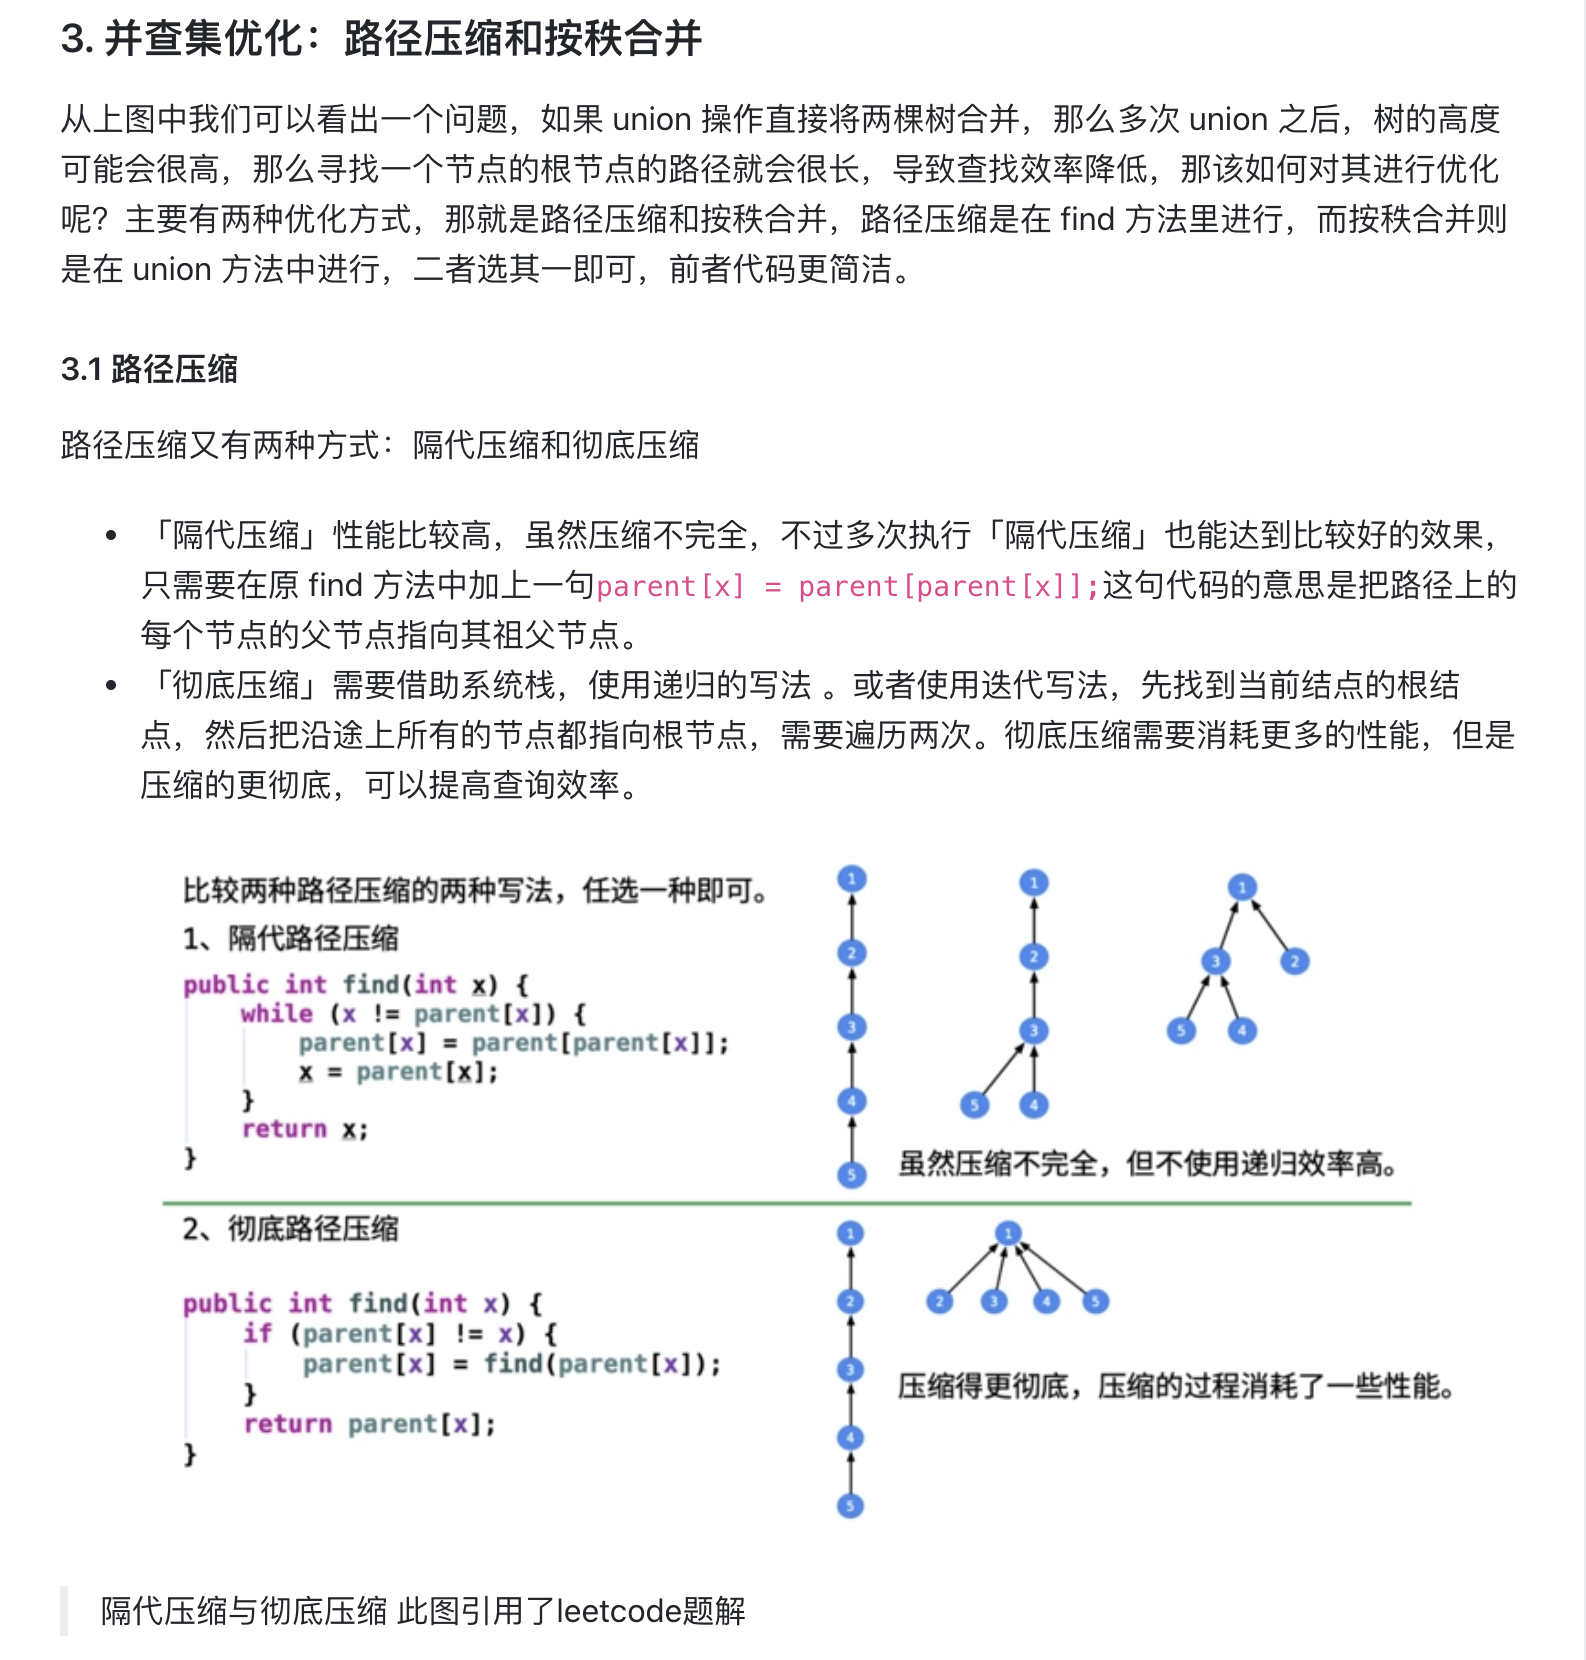 3. 并查集优化：路径压缩和按秩合并
从上图中我们可以看出一个问题，如果 union 操作直接将两棵树合并，那么多次 union 之后，树的高度
可能会很高，那么寻找一个节点的根节点的路径就会很长，导致查找效率降低，那该如何对其进行优化
呢？主要有两种优化方式，那就是路径压缩和按秩合并，路径压缩是在 find 方法里进行，而按秩合并则
是在 union 方法中进行，二者选其一即可，前者代码更简洁。
3.1 路径压缩
路径压缩又有两种方式：隔代压缩和彻底压缩
• 「隔代压缩」性能比较高，虽然压缩不完全，不过多次执行「隔代压缩」也能达到比较好的效果，
只需要在原 find 方法中加上一句parent[x] = parent[parent[x]];这句代码的意思是把路径上的
每个节点的父节点指向其祖父节点。
• 「彻底压缩」需要借助系统栈，使用递归的写法 。或者使用迭代写法，先找到当前结点的根结
点，然后把沿途上所有的节点都指向根节点，需要遍历两次。彻底压缩需要消耗更多的性能，但是
压缩的更彻底，可以提高查询效率。
比较两种路径压缩的两种写法，任选一种即可。
1、隔代路径压缩
public int find(int x) {
while (x != parent[x]) {
parent[x] = parent[parent[x]];
x = parent[x];
}
return x;
}
1
2
3
4
5
1
2
3
5 4
1
3 2
5 4
虽然压缩不完全，但不使用递归效率高。
2、彻底路径压缩
public int find(int x) {
if (parent[x] != x) {
parent[x] = find(parent[x]);
}
return parent[x];
}
1
2
3
4
5
1
2 3 4 5
压缩得更彻底，压缩的过程消耗了一些性能。
隔代压缩与彻底压缩 此图引用了leetcode题解